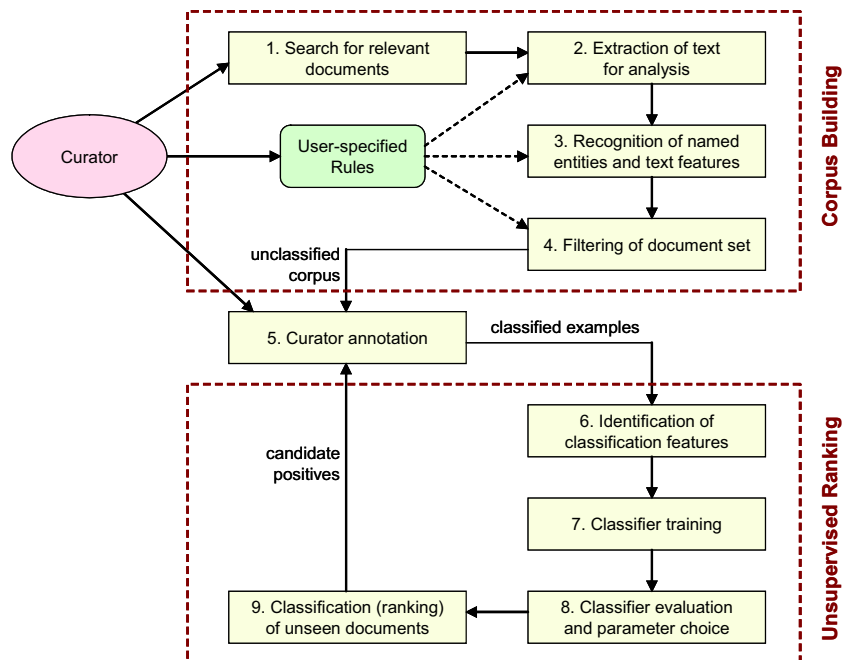 1. Search for relevant
documents
2. Extraction of text
for analysis
Curator
User-specified
Rules
3. Recognition of named
entities and text features
4. Filtering of document set
unclassified
corpus
Corpus Building
5. Curator annotation
classified examples
6. Identification of
classification features
candidate
positives
7. Classifier training
9. Classification (ranking)
of unseen documents
8. Classifier evaluation
and parameter choice
Unsupervised Ranking